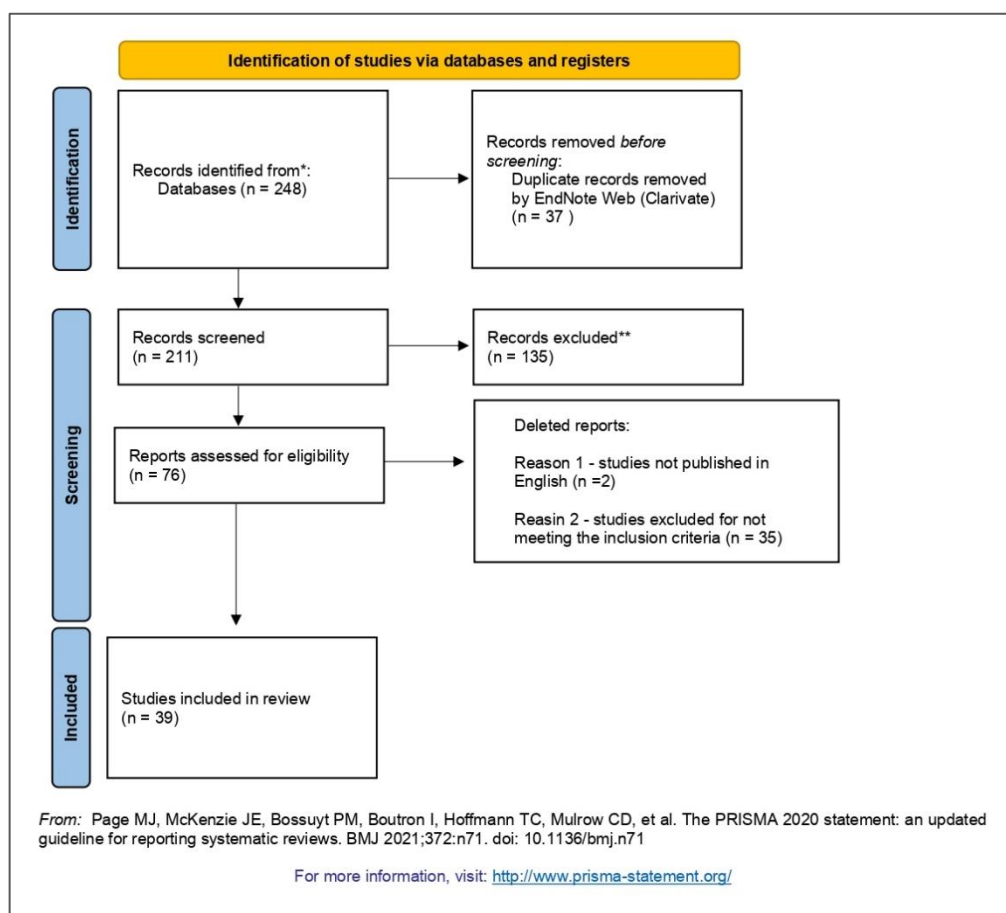 Identification of studies via databases and registers
Identification
Records identified from*:
Databases (n = 248)
Records removed before
screening:
Duplicate records removed
by EndNote Web (Clarivate)
(n = 37 )
Screening
Records screened
(n = 211)
Records excluded**
(n = 135)
Reports assessed for eligibility
(n = 76)
Deleted reports:
Reason 1 - studies not published in
English (n =2)
Reasin 2 - studies excluded for not
meeting the inclusion criteria (n = 35)
Included
Studies included in review
(n = 39)
From: Page MJ, McKenzie JE, Bossuyt PM, Boutron I, Hoffmann TC, Mulrow CD, et al. The PRISMA 2020 statement: an updated
guideline for reporting systematic reviews. BMJ 2021;372:n71. doi: 10.1136/bmj.n71
For more information, visit: http://www.prisma-statement.org/